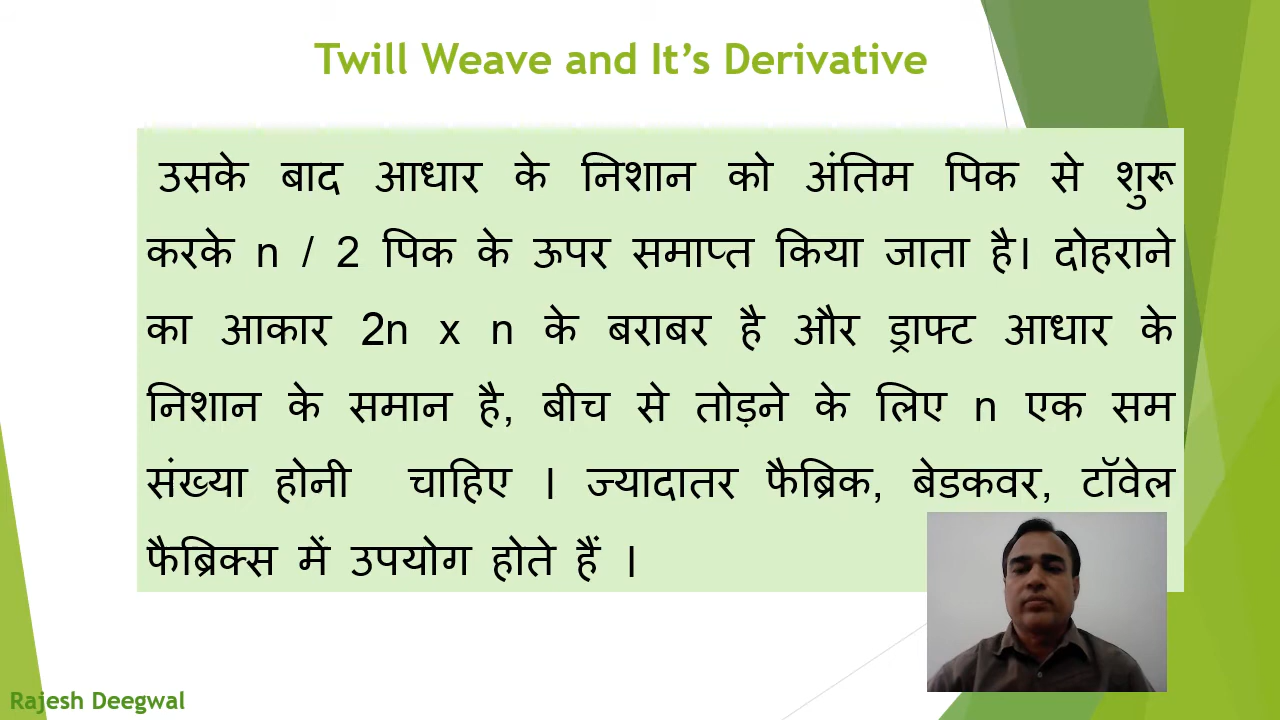 Twill Weave and It’s Derivative
उसके बाद आधार के निशान को अंतिम पिक से शुरू
करके n / 2 पिक के ऊपर समाप्त किया जाता है। दोहराने
का आकार 2n x n के बराबर है और ड्राफ्ट आधार के
निशान के समान है, बीच से तोड़ने के लिए n एक सम
संख्या होनी चाहिए । ज्यादातर फैब्रिक, बेडकवर, टॉवेल
फैब्रिक्स में उपयोग होते हैं ।
Rajesh Deegwal